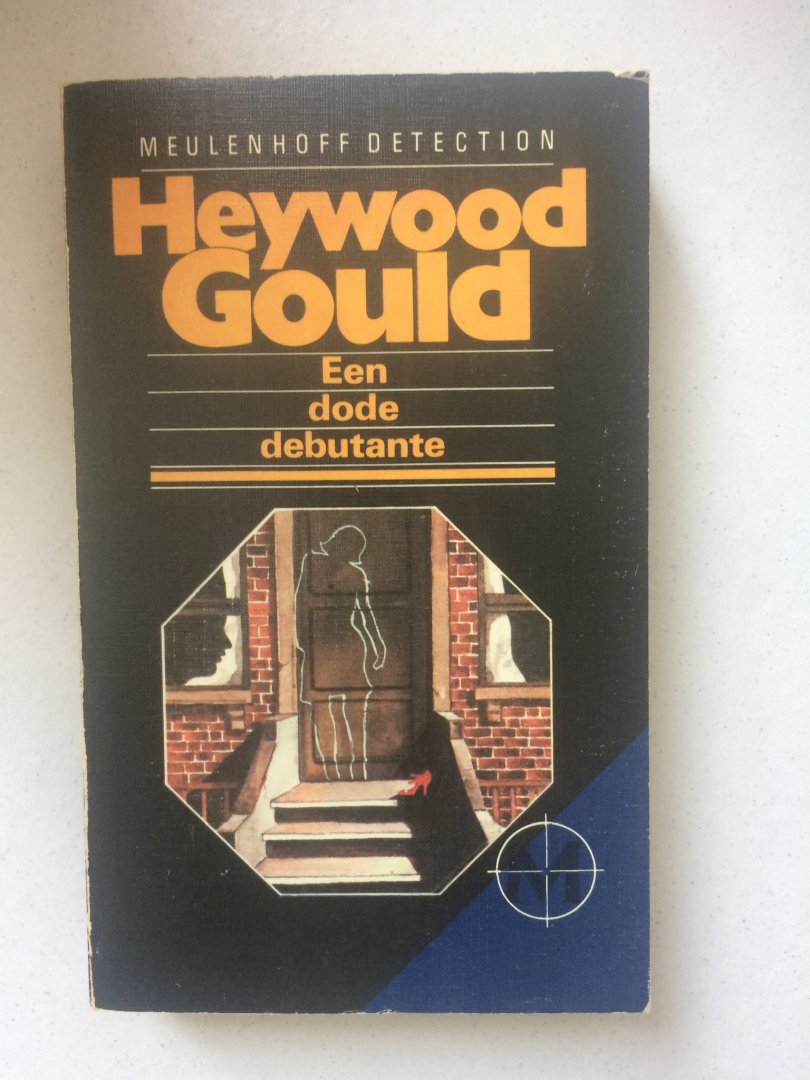 MEULENHOFF DETECTION
Heywood
Gould
Een
dode
debutante
M